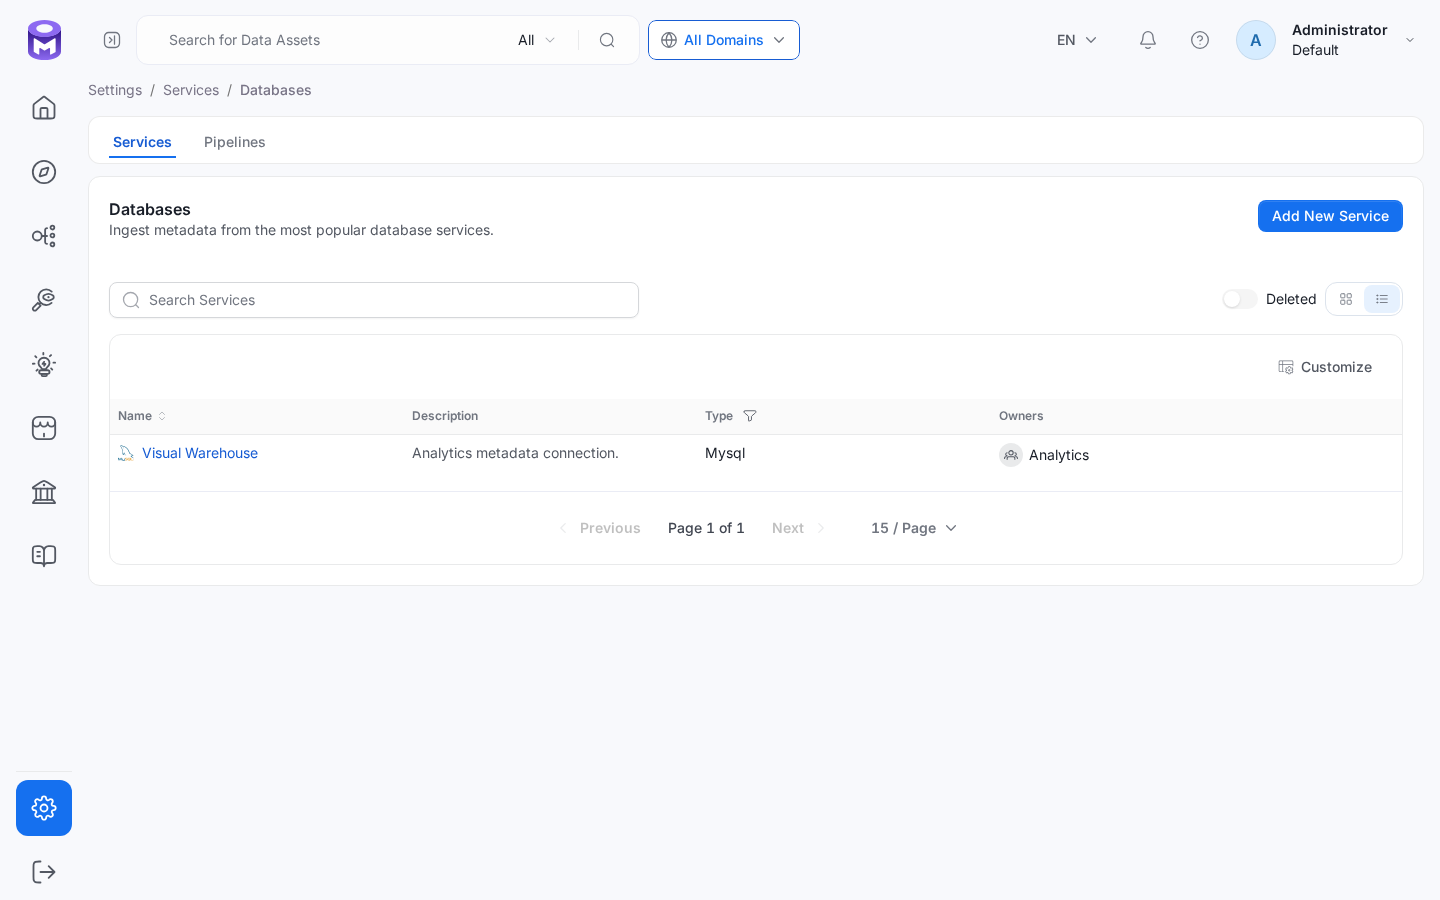 Search for Data Assets
All
All Domains
EN
A
Administrator
Default
Settings / Services / Databases
Services
Pipelines
Databases
Ingest metadata from the most popular database services.
Add New Service
Search Services
Deleted
Customize
Name
Description
Type
Owners
Visual Warehouse
Analytics metadata connection.
Mysql
Analytics
Previous
Page 1 of 1
Next
15 / Page